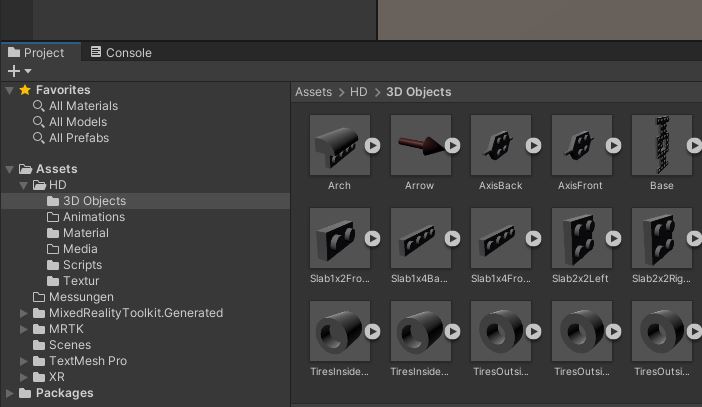 Project
Console
Favorites
All Materials
All Models
All Prefabs
Assets
HD
3D Objects
Animations
Material
Media
Scripts
Textur
Messungen
MixedRealityToolkit.Generated
MRTK
Scenes
TextMesh Pro
XR
Packages
Assets > HD > 3D Objects
Arch Arrow AxisBack AxisFront Base
Slab1x2Fro... Slab1x4Ba... Slab1x4Fro... Slab2x2Left Slab2x2Rig...
TiresInside... TiresInside... TiresOutsi... TiresOutsi... TiresOutsi...